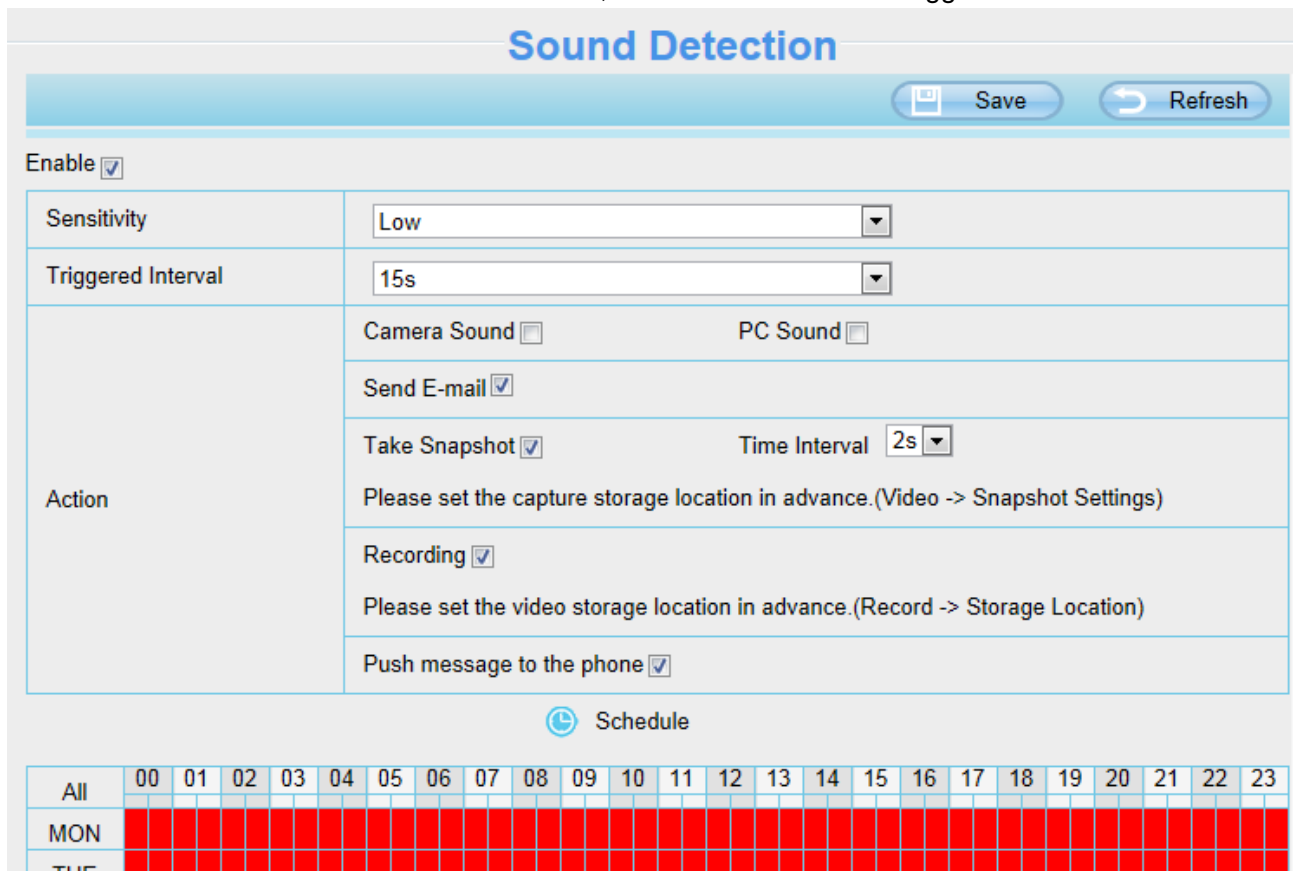 Sound Detection
Save Refresh
Enable
Sensitivity Low
Triggered Interval 15s
Camera Sound PC Sound
Send E-mail
Take Snapshot Time Interval 2s
Action Please set the capture storage location in advance.(Video -> Snapshot Settings)
Recording
Please set the video storage location in advance.(Record -> Storage Location)
Push message to the phone
Schedule
All 00 01 02 03 04 05 06 07 08 09 10 11 12 13 14 15 16 17 18 19 20 21 22 23
MON